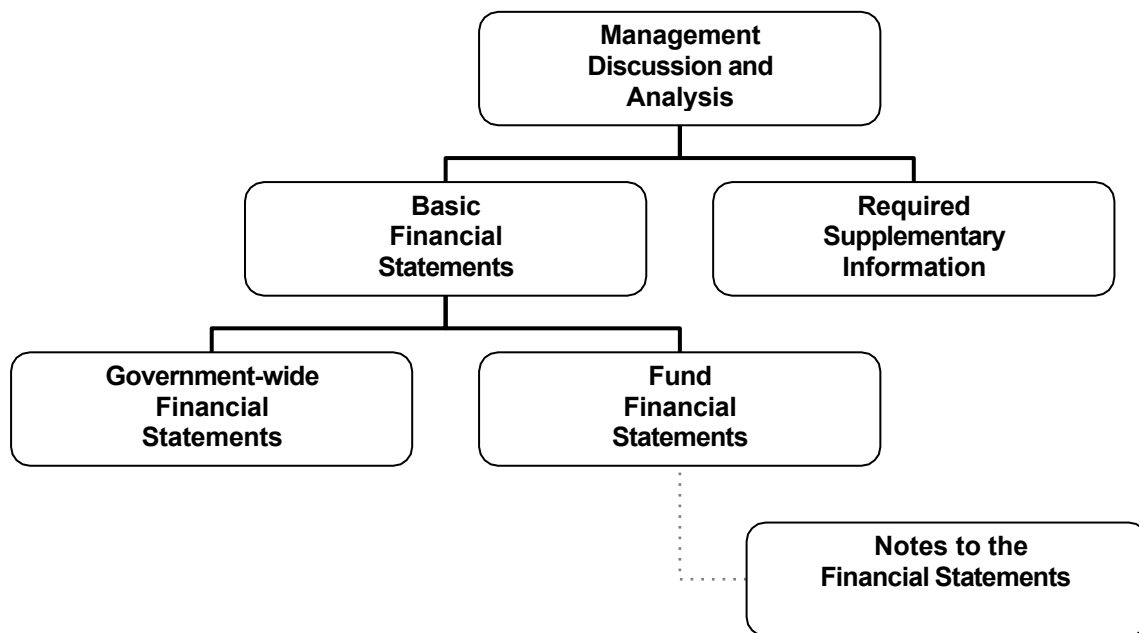 Management
Discussion and
Analysis
Basic
Financial
Statements
Required
Supplementary
Information
Government-wide
Financial
Statements
Fund
Financial
Statements
Notes to the
Financial Statements